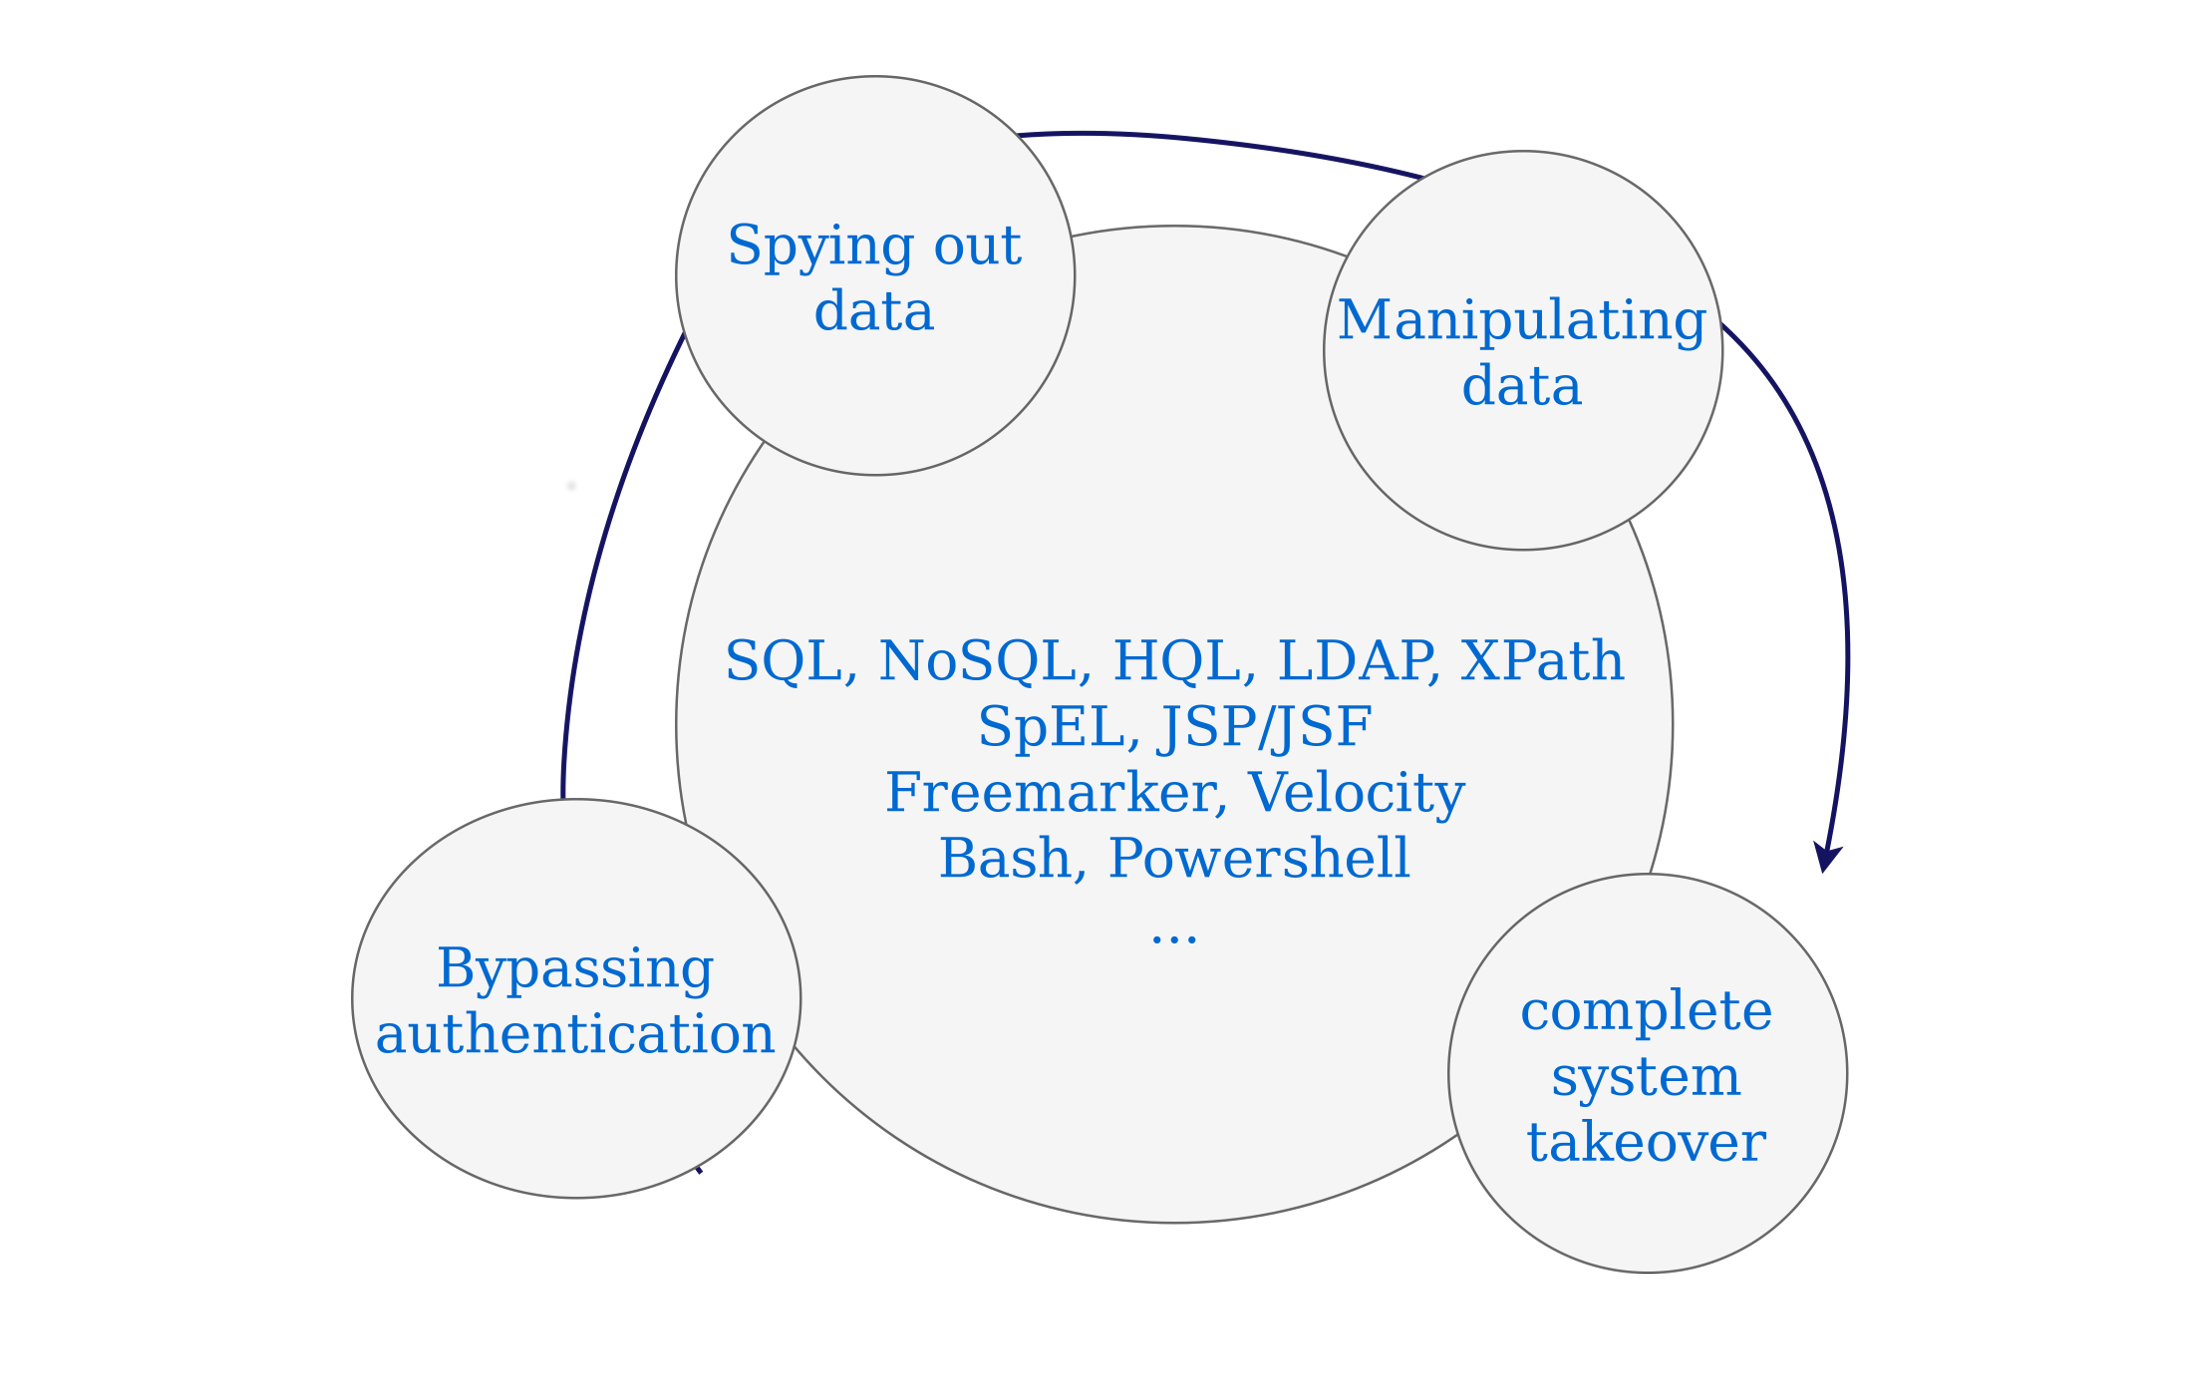 Spying out
data
Manipulating
data
SQL, NoSQL, HQL, LDAP, XPath
SpEL, JSP/JSF
Freemarker, Velocity
Bash, Powershell
...
Bypassing
authentication
complete
system
takeover